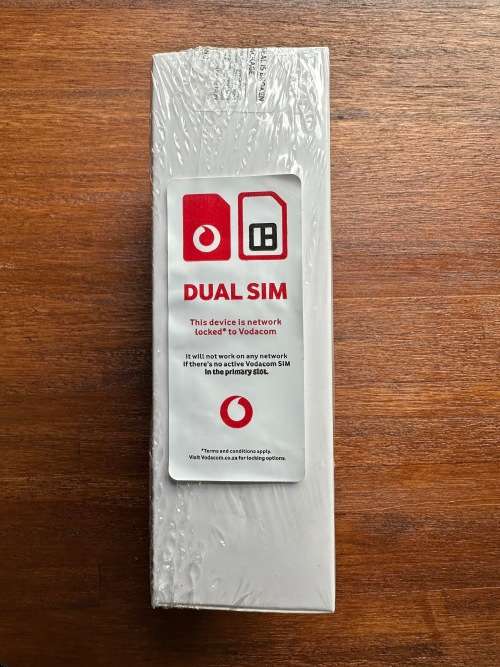 DUAL SIM
This device is network
locked* to Vodacom
It will not work on any network
if there's no active Vodacom SIM
in the primary slot.
*Terms and conditions apply.
Visit Vodacom.co.za for locking options.